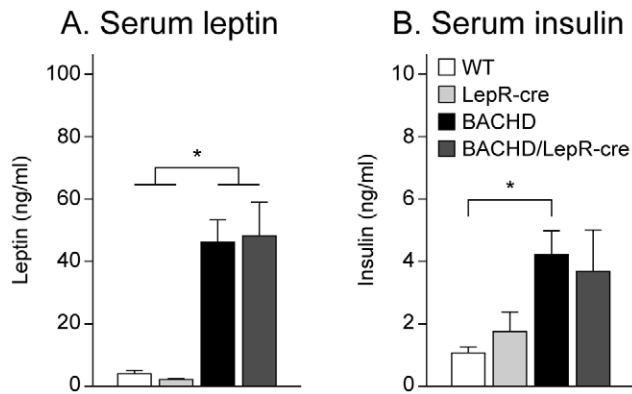 A. Serum leptin
Leptin (ng/ml)
100
80
60
40
20
0
*
B. Serum insulin
Insulin (ng/ml)
10
8
6
4
2
0
WT
LepR-cre
BACHD
BACHD/LepR-cre
*